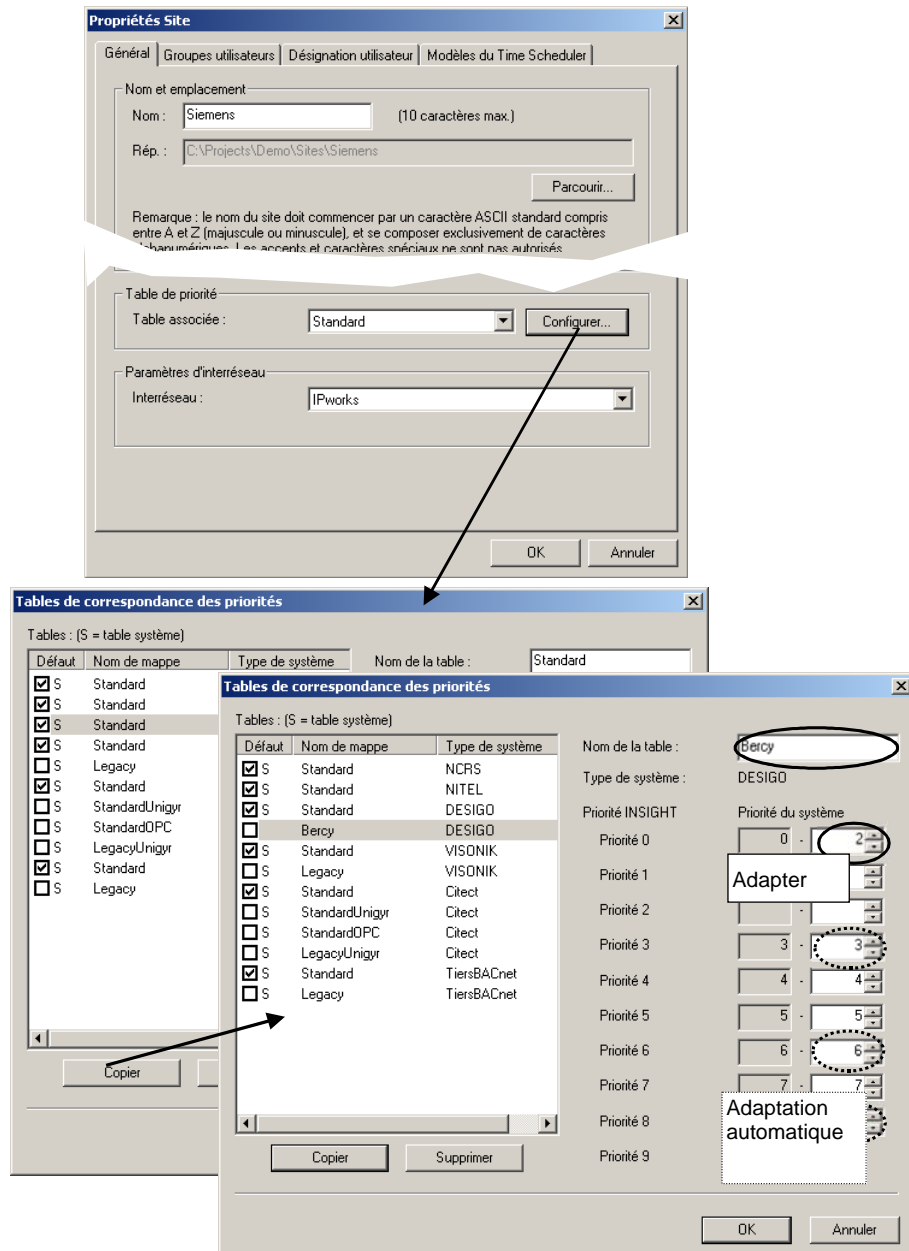 Propriétés Site
Général Groupes utilisateurs Désignation utilisateur Modèles du Time Scheduler
Nom et emplacement
Nom : Siemens (10 caractères max.)
Rép. : C:\Projects\Demo\Sites\Siemens
Parcourir...
Remarque : le nom du site doit commencer par un caractère ASCII standard compris
entre A et Z (majuscule ou minuscule), et se composer exclusivement de caractères
Les accents et caractères spéciaux ne sont pas autorisés
Table de priorité
Table associée : Standard Configurer...
Paramètres d'interréseau
Interréseau : IPworks
OK Annuler
Tables de correspondance des priorités
Tables : (S = table système)
Défaut Nom de mappe Type de système Nom de la table : Standard
S Standard
S Standard
S Standard
S Standard
S Legacy
S Standard
S StandardUnigyr
S StandardOPC
S LegacyUnigyr
S Standard
S Legacy
Copier
Tables de correspondance des priorités
Tables : (S = table système)
Défaut Nom de mappe Type de système
S Standard NCRS
S Standard NITEL
S Standard DESIGO
Bercy DESIGO
S Standard VISONIK
S Legacy VISONIK
S Standard Citect
S StandardUnigyr Citect
S StandardOPC Citect
S LegacyUnigyr Citect
S Standard TiersBACnet
S Legacy TiersBACnet
Copier Supprimer
Nom de la table : Bercy
Type de système : DESIGO
Priorité INSIGHT Priorité du système
Priorité 0 0 - 2
Priorité 1
Adapter
Priorité 2 -
Priorité 3 3 - 3
Priorité 4 4 - 4
Priorité 5 5 - 5
Priorité 6 6 - 6
Priorité 7 7 - 7
Priorité 8
Adaptation
automatique
Priorité 9
OK Annuler